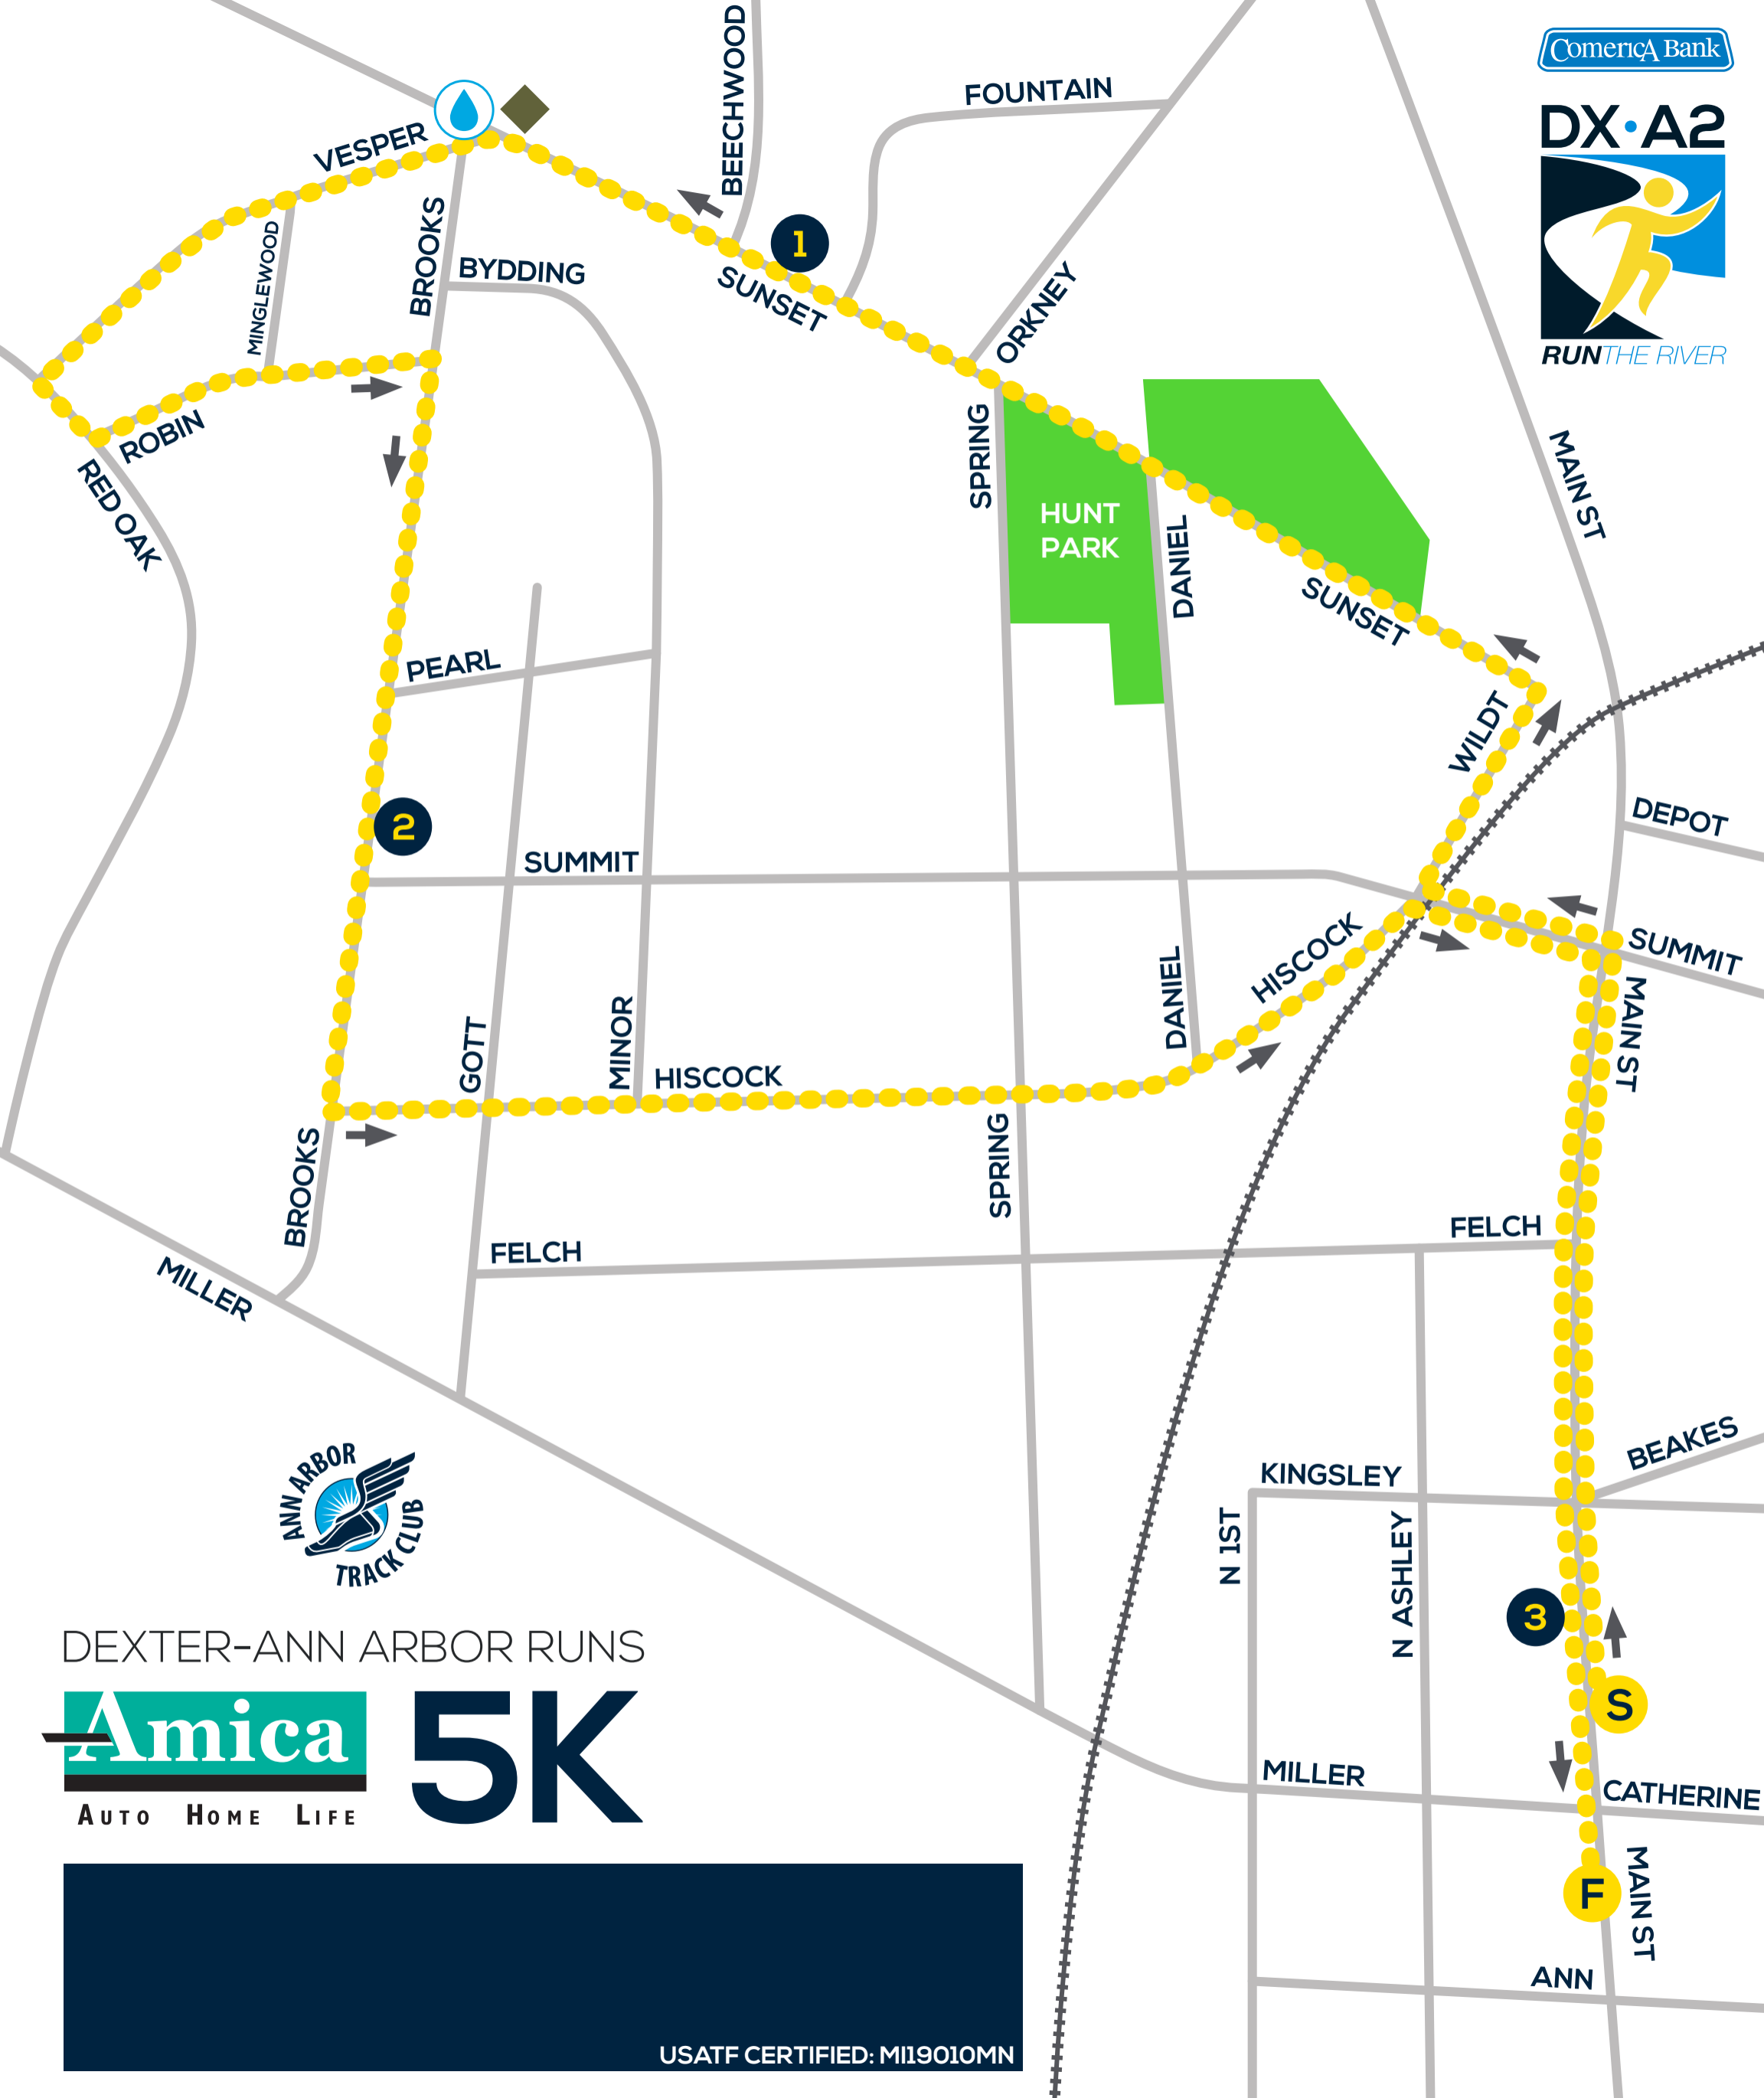 BEECHWOOD
FOUNTAIN
COMERICA BANK
DX•A2
RUN THE RIVER
VESPER
BROOKS
MINGLEWOOD
BYDDING
1
SUNSET
ORKNEY
ROBIN
RED OAK
SPRING
HUNT
PARK
DANIEL
MAIN ST
SUNSET
PEARL
WILDT
2
SUMMIT
DEPOT
SUMMIT
HISCOCK
DANIEL
MAIN ST
GOTT
MINOR
HISCOCK
BROOKS
SPRING
MILLER
FELCH
FELCH
BEAKES
KINGSLEY
N 1ST
N ASHLEY
3
S
ANN ARBOR
TRACK CLUB
DEXTER-ANN ARBOR RUNS
Amica
AUTO HOME LIFE
5K
MILLER
CATHERINE
F
MAIN ST
ANN
USATF CERTIFIED: MI19010MN